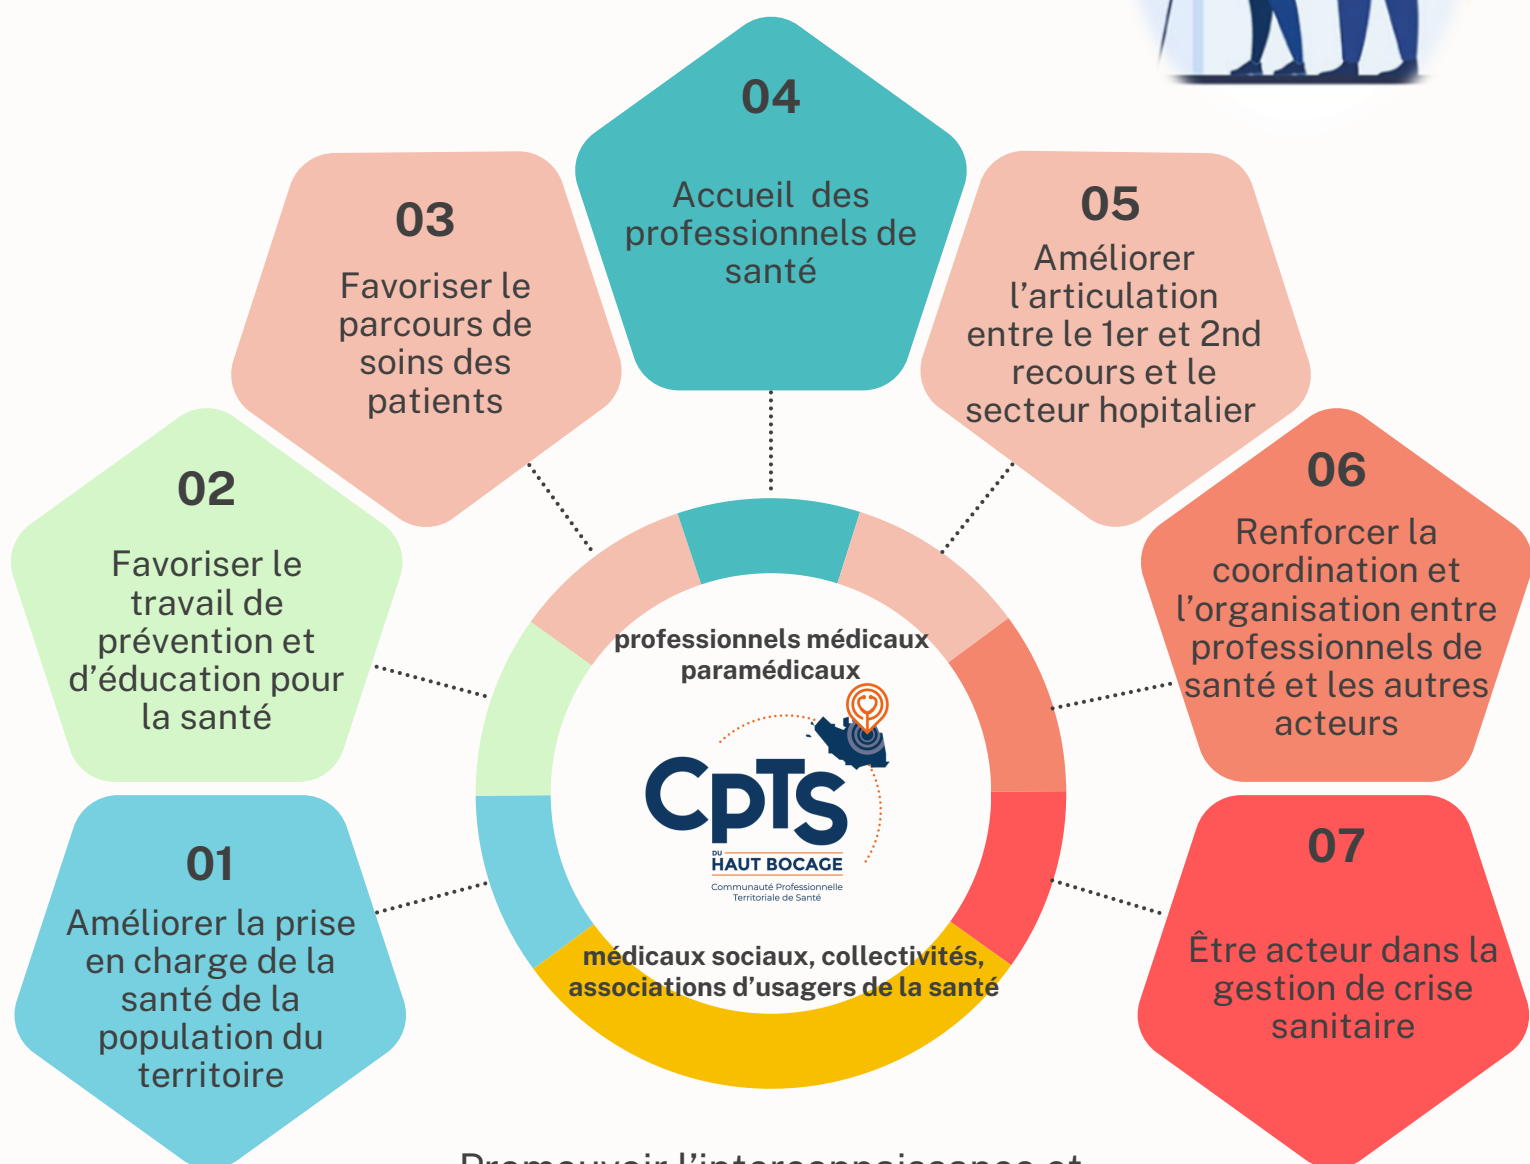 04
Accueil des
professionnels de
santé
03
Favoriser le
parcours de
soins des
patients
05
Améliorer
l'articulation
entre le 1er et 2nd
recours et le
secteur hopitalier
02
Favoriser le
travail de
prévention et
d'éducation pour
la santé
06
Renforcer la
coordination et
l'organisation entre
professionnels de
santé et les autres
acteurs
professionnels médicaux
paramédicaux
CpTS
DU
HAUT BOCAGE
Communauté Professionnelle
Territoriale de Santé
médicaux sociaux, collectivités,
associations d'usagers de la santé
01
Améliorer la prise
en charge de la
santé de la
population du
territoire
07
Être acteur dans la
gestion de crise
sanitaire
Promouvoir l'interconnaissance et